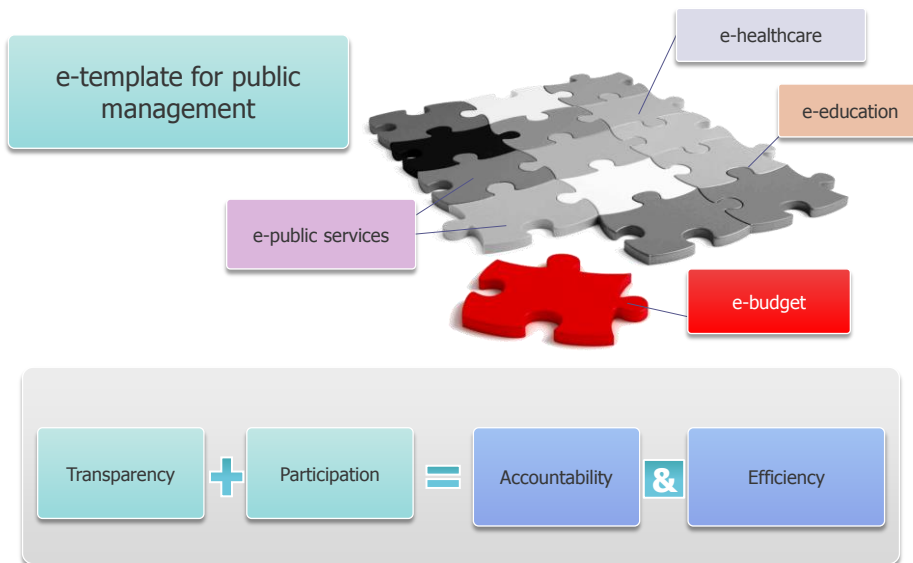 e-template for public
management
e-healthcare
e-education
e-public services
e-budget
Transparency + Participation = Accountability & Efficiency